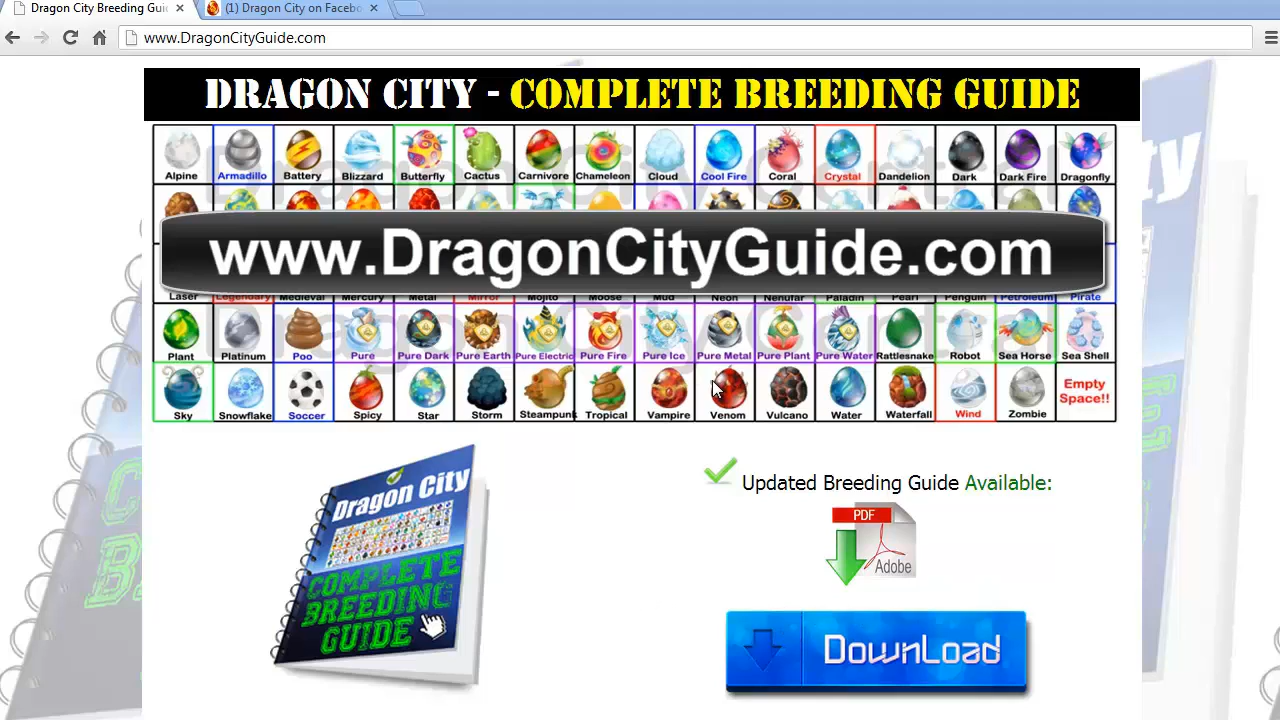 Dragon City Breeding Gui
(1) Dragon City on Facebo
www.DragonCityGuide.com
DRAGON CITY - COMPLETE BREEDING GUIDE
Alpine Armadillo Battery Blizzard Butterfly Cactus Carnivore Chameleon Cloud Cool Fire Coral Crystal Dandelion Dark Dark Fire Dragonfly
www.DragonCityGuide.com
Laser Legendary Medieval Mercury Metal Mirror Mojito Moose Mud Neon Nenufar Paladin Pearl Penguin Petroleum Pirate
Plant Platinum Poo Pure Pure Dark Pure Earth Pure Electric Pure Fire Pure Ice Pure Metal Pure Plant Pure Water Rattlesnake Robot Sea Horse Sea Shell
Empty
Space!!
Sky Snowflake Soccer Spicy Star Storm Steampunk Tropical Vampire Venom Vulcano Water Waterfall Wind Zombie
Dragon City
COMPLETE
BREEDING
GUIDE
Updated Breeding Guide Available:
PDF
Adobe
DownLoad